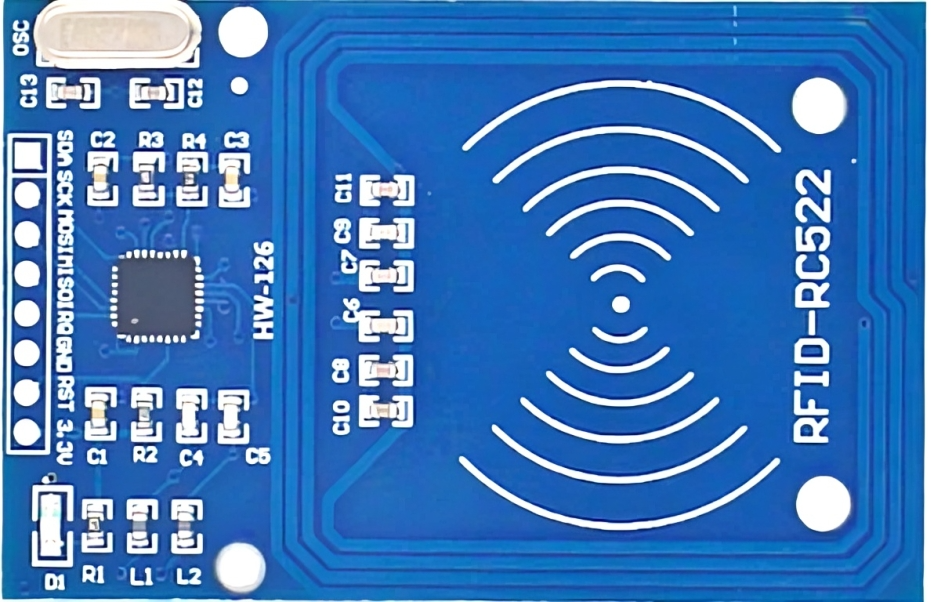 OSC
C13
C12
SDA SCK MOSI MISO IRQ GND RST 3.3V
C2
R3
R4
C3
HW-126
C11
C9
C7
C6
C8
C10
RFID-RC522
C1
R2
C4
C5
D1
R1
L1
L2